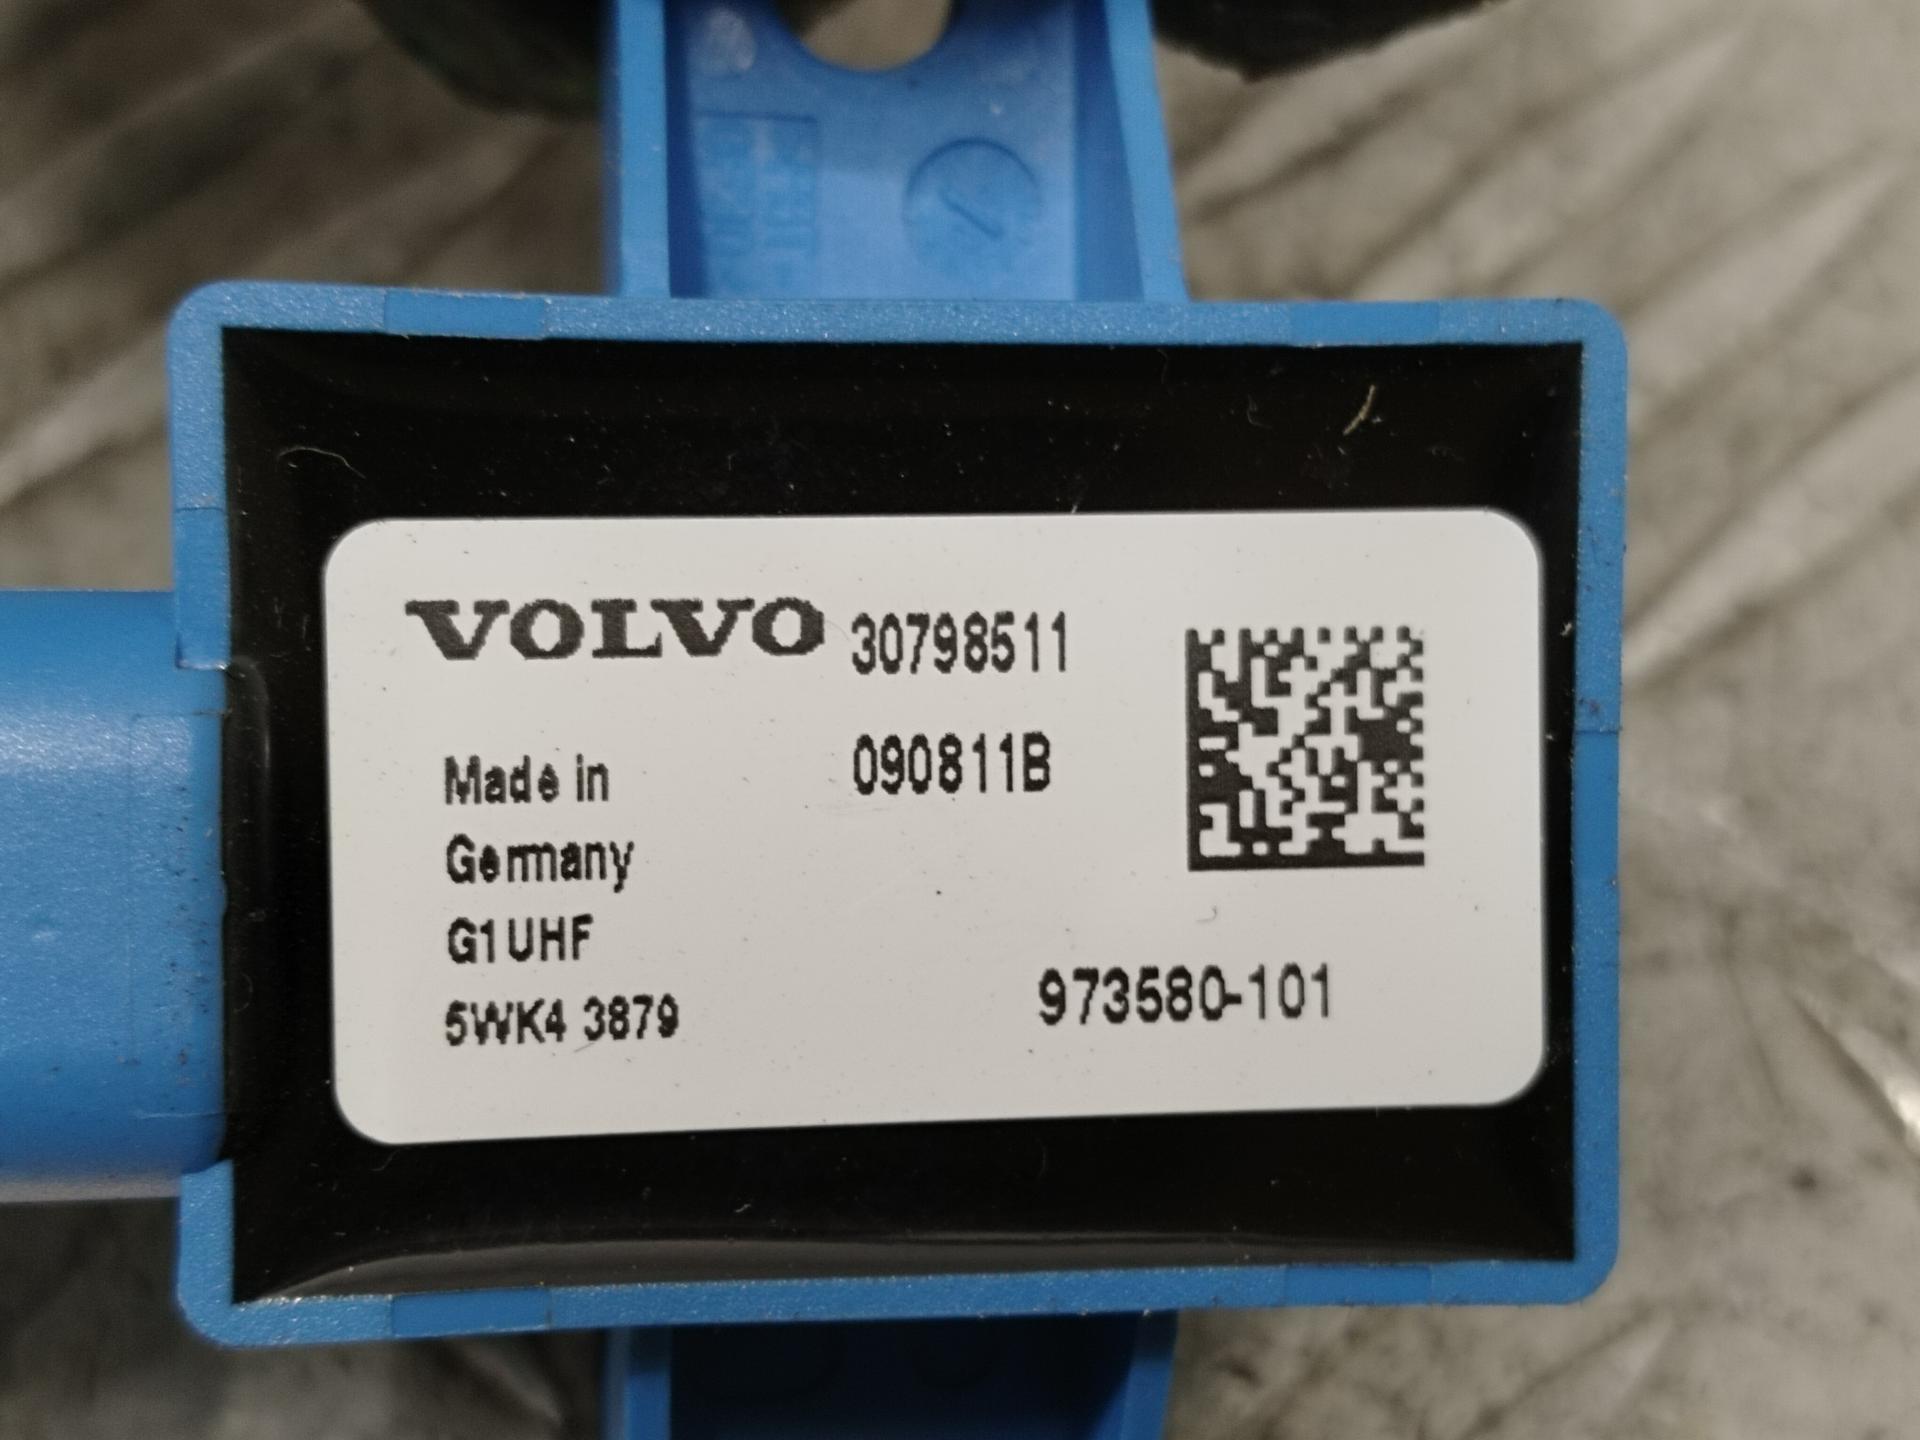 VOLVO 30798511
090811B
Made in
Germany
G1UHF
5WK4 3879
973580-101